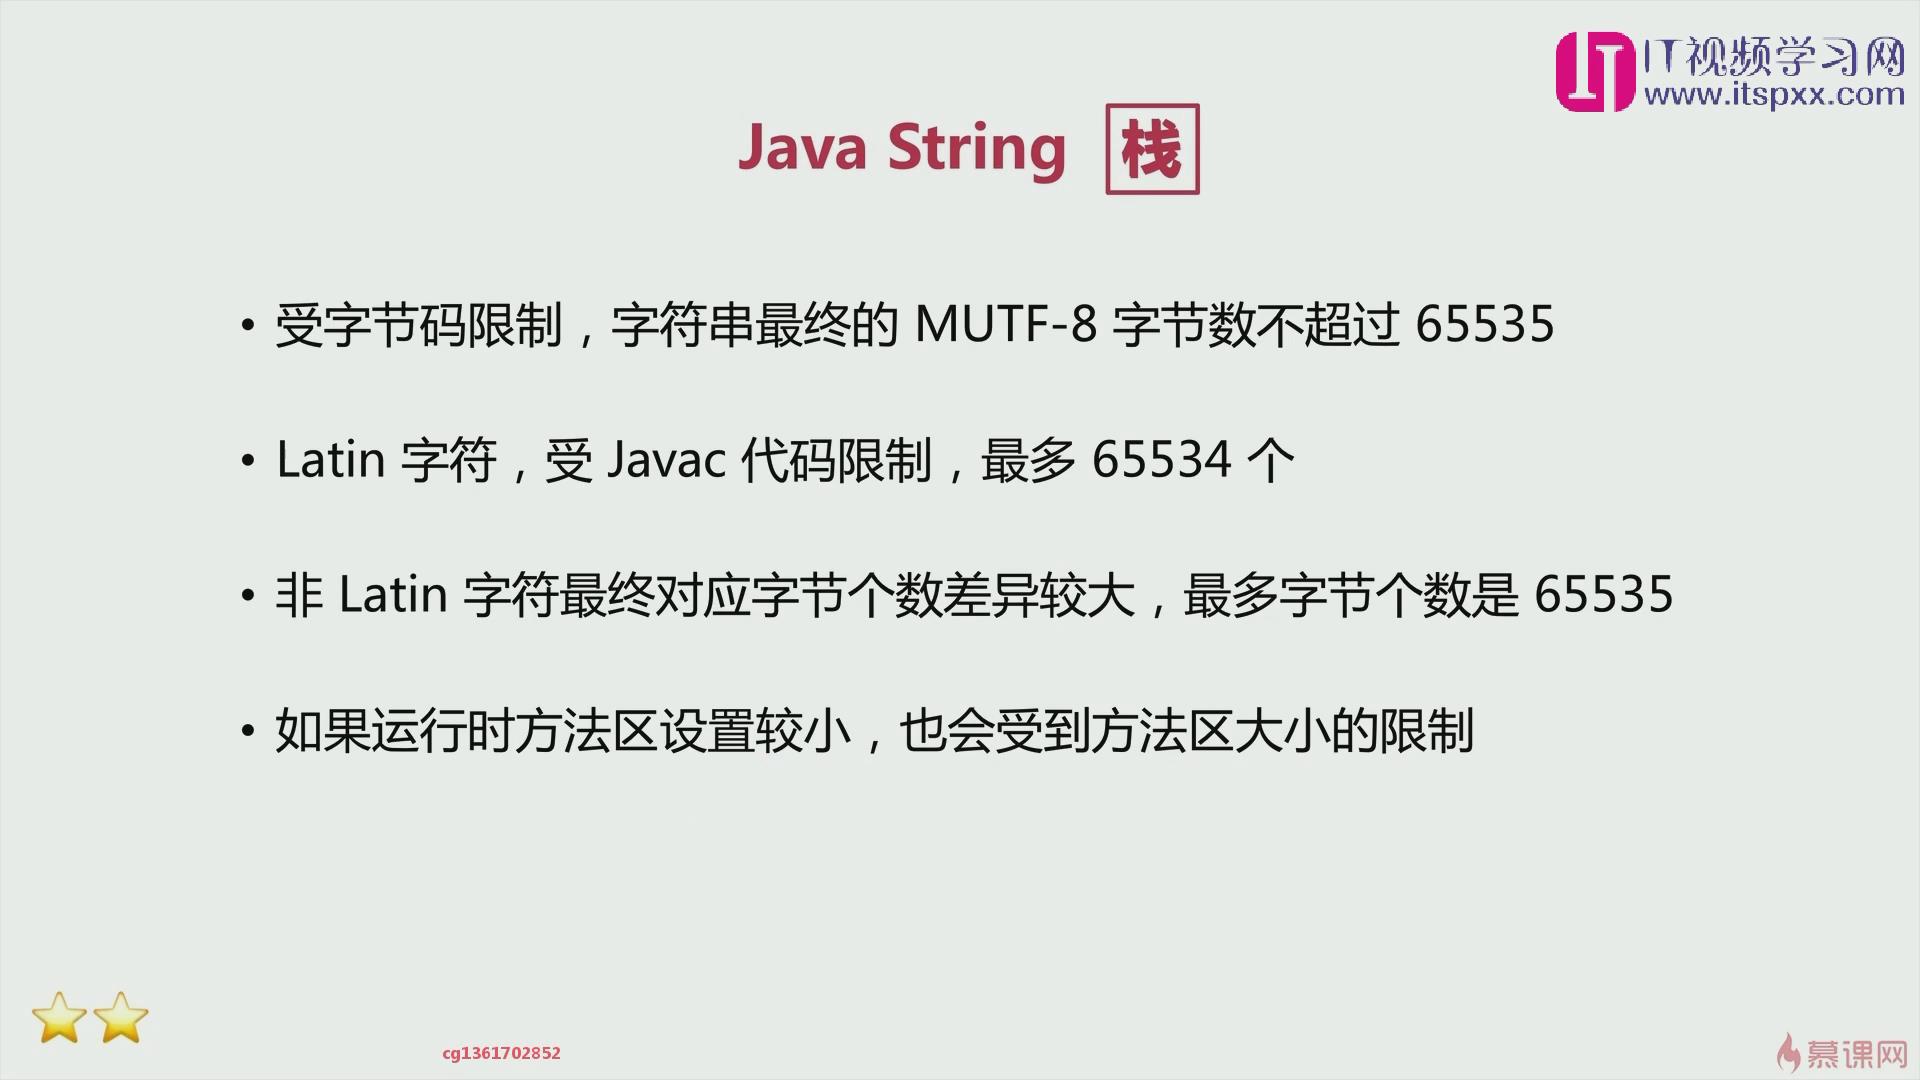 IT视频学习网
www.itspxx.com
Java String 栈
• 受字节码限制，字符串最终的 MUTF-8 字节数不超过 65535
• Latin 字符，受 Javac 代码限制，最多 65534 个
• 非 Latin 字符最终对应字节个数差异较大，最多字节个数是 65535
• 如果运行时方法区设置较小，也会受到方法区大小的限制
cg1361702852
慕课网